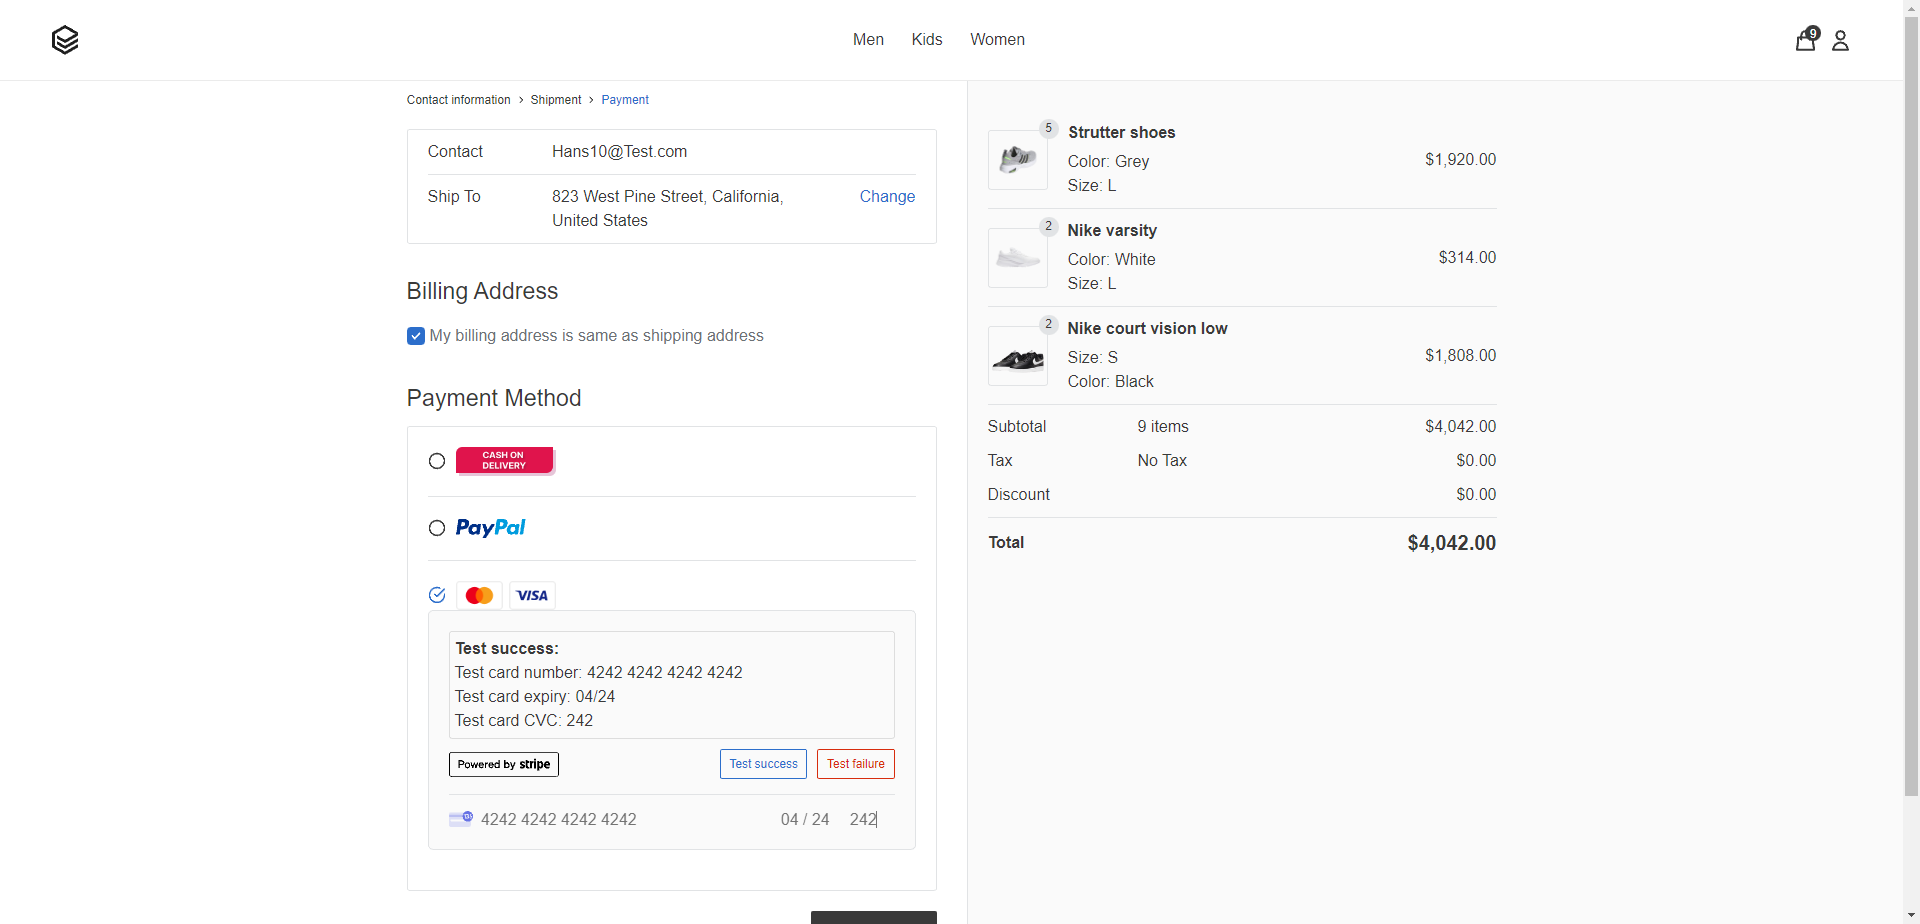 Men
Kids
Women
9
Contact information
Shipment
Payment
Contact
Hans10@Test.com
Ship To
823 West Pine Street, California,
United States
Change
Billing Address
My billing address is same as shipping address
Payment Method
CASH ON
DELIVERY
PayPal
VISA
Test success:
Test card number: 4242 4242 4242 4242
Test card expiry: 04/24
Test card CVC: 242
Powered by stripe
Test success
Test failure
4242 4242 4242 4242
04 / 24
242
5
Strutter shoes
Color: Grey
Size: L
$1,920.00
2
Nike varsity
Color: White
Size: L
$314.00
2
Nike court vision low
Size: S
Color: Black
$1,808.00
Subtotal
9 items
$4,042.00
Tax
No Tax
$0.00
Discount
$0.00
Total
$4,042.00